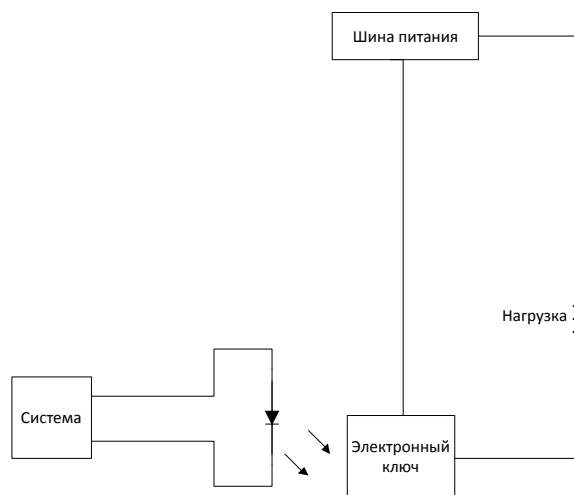 Шина питания
Нагрузка
Система
Электронный
ключ